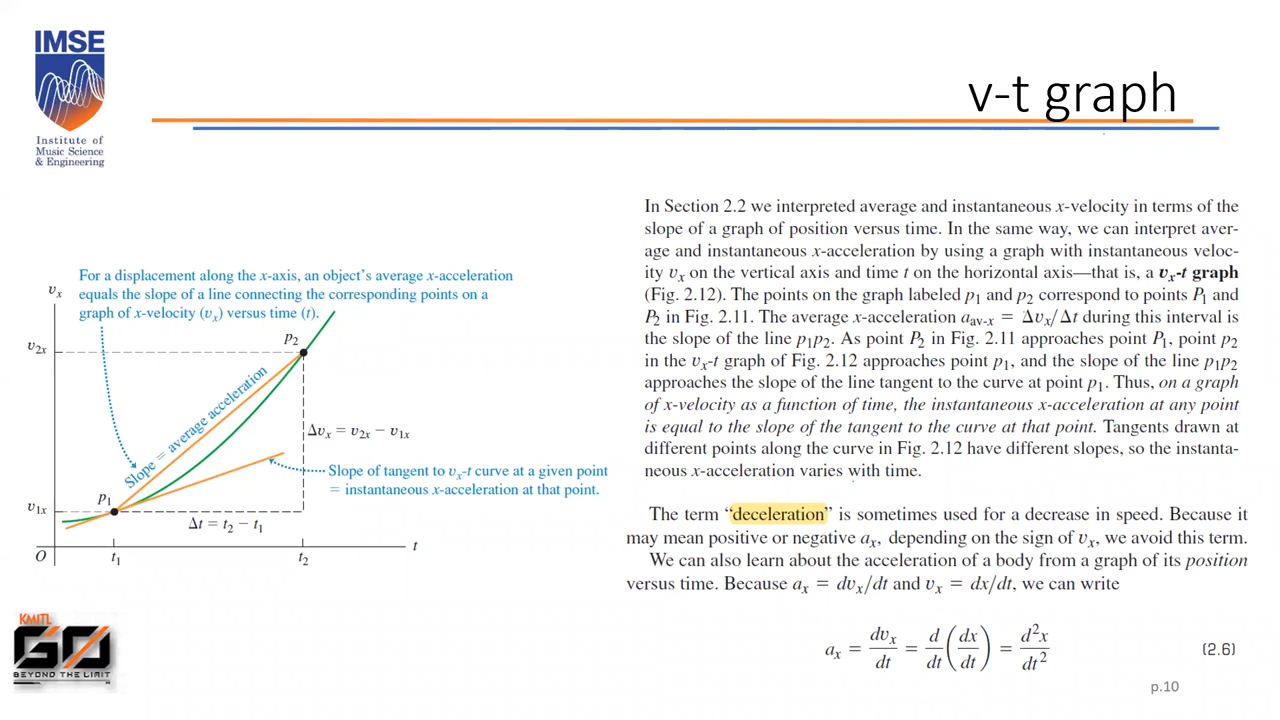 IMSE
Institute of
Music Science
& Engineering
v-t graph
For a displacement along the x-axis, an object's average x-acceleration
equals the slope of a line connecting the corresponding points on a
graph of x-velocity (υx) versus time (t).
υx
υ2x
υ1x
p2
p1
Slope = average acceleration
Δυx = υ2x − υ1x
Slope of tangent to υx-t curve at a given point
= instantaneous x-acceleration at that point.
Δt = t2 − t1
O
t1
t2
t
In Section 2.2 we interpreted average and instantaneous x-velocity in terms of the
slope of a graph of position versus time. In the same way, we can interpret aver-
age and instantaneous x-acceleration by using a graph with instantaneous veloc-
ity υx on the vertical axis and time t on the horizontal axis—that is, a υx-t graph
(Fig. 2.12). The points on the graph labeled p1 and p2 correspond to points P1 and
P2 in Fig. 2.11. The average x-acceleration aav-x = Δυx/Δt during this interval is
the slope of the line p1p2. As point P2 in Fig. 2.11 approaches point P1, point p2
in the υx-t graph of Fig. 2.12 approaches point p1, and the slope of the line p1p2
approaches the slope of the line tangent to the curve at point p1. Thus, on a graph
of x-velocity as a function of time, the instantaneous x-acceleration at any point
is equal to the slope of the tangent to the curve at that point. Tangents drawn at
different points along the curve in Fig. 2.12 have different slopes, so the instanta-
neous x-acceleration varies with time.
The term “deceleration” is sometimes used for a decrease in speed. Because it
may mean positive or negative ax, depending on the sign of υx, we avoid this term.
We can also learn about the acceleration of a body from a graph of its position
versus time. Because ax = dυx/dt and υx = dx/dt, we can write
ax = dυx/dt = d/dt (dx/dt) = d²x/dt² (2.6)
KMITL
GO
BEYOND THE LIMIT
p.10